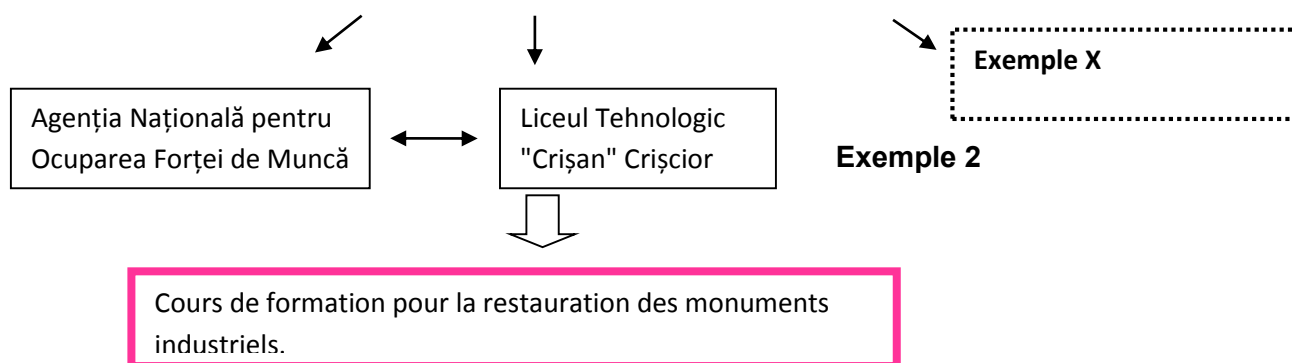 Exemple X
Agenția Națională pentru
Ocuparea Forței de Muncă
Liceul Tehnologic
"Crișan" Crișcior
Exemple 2
Cours de formation pour la restauration des monuments
industriels.